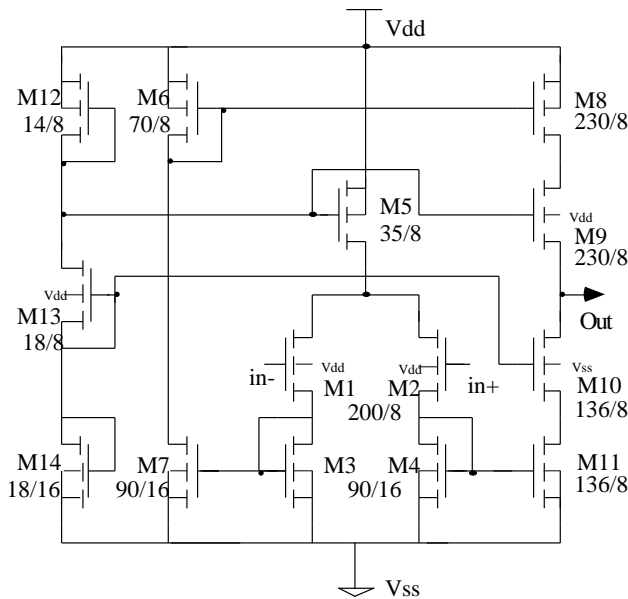 Vdd
M12
14/8
M6
70/8
M8
230/8
M5
35/8
Vdd
M9
230/8
Vdd
M13
18/8
Out
in-
Vdd
M1
Vdd
M2
200/8
in+
Vss
M10
136/8
M14
18/16
M7
90/16
M3
M4
90/16
M11
136/8
Vss